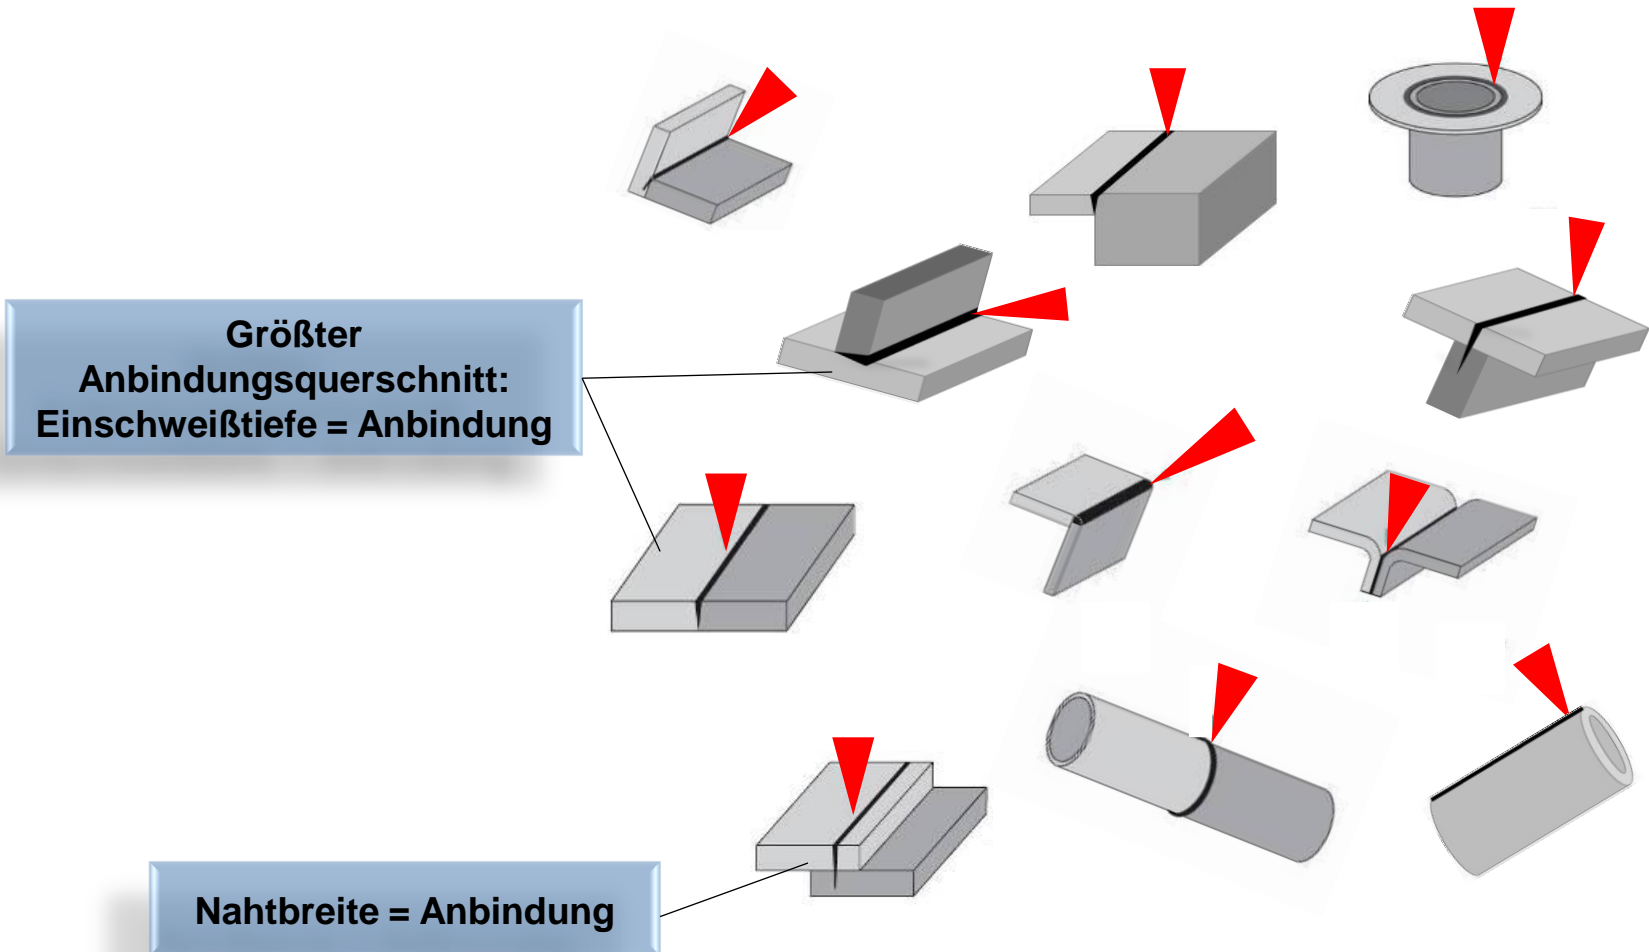 Größter
Anbindungsquerschnitt:
Einschweißtiefe = Anbindung
Nahtbreite = Anbindung